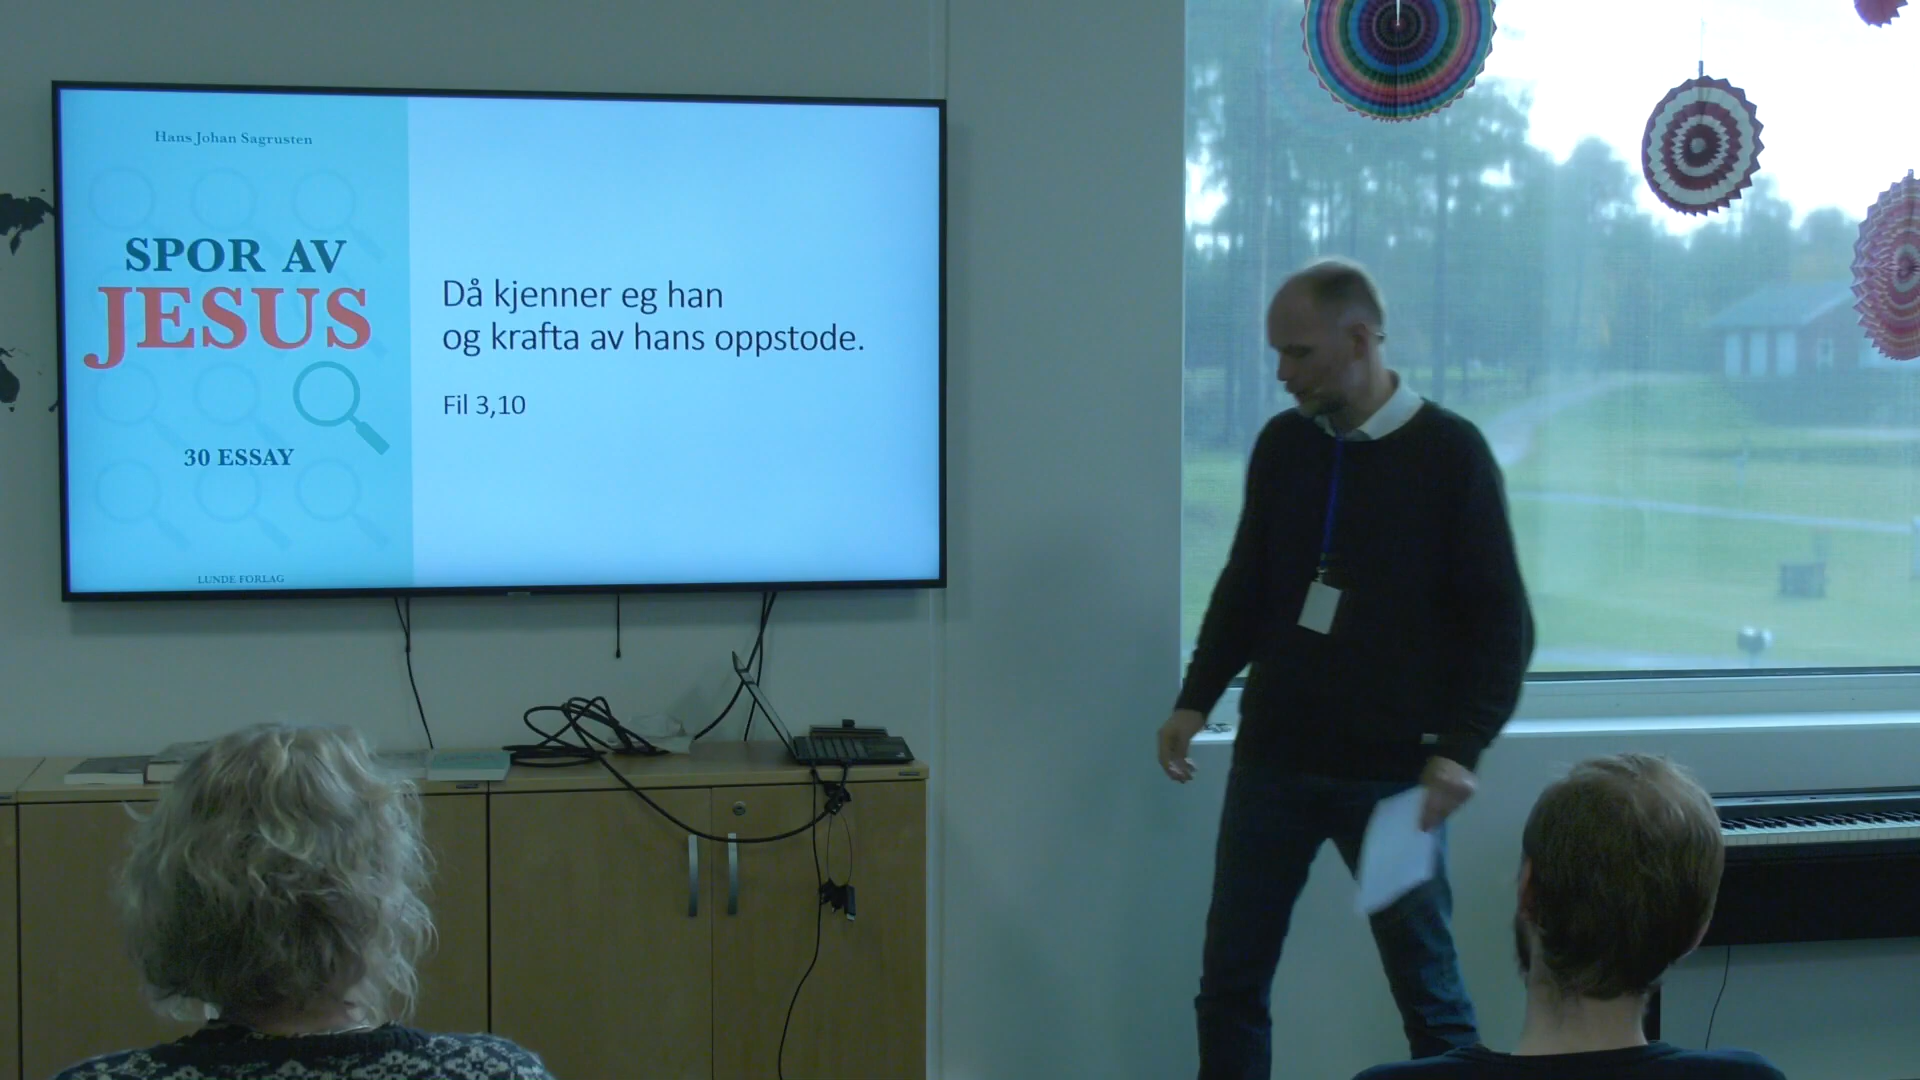 Hans Johan Sagrusten
SPOR AV
JESUS
30 ESSAY
LUNDE FORLAG
Då kjenner eg han
og krafta av hans oppstode.
Fil 3,10